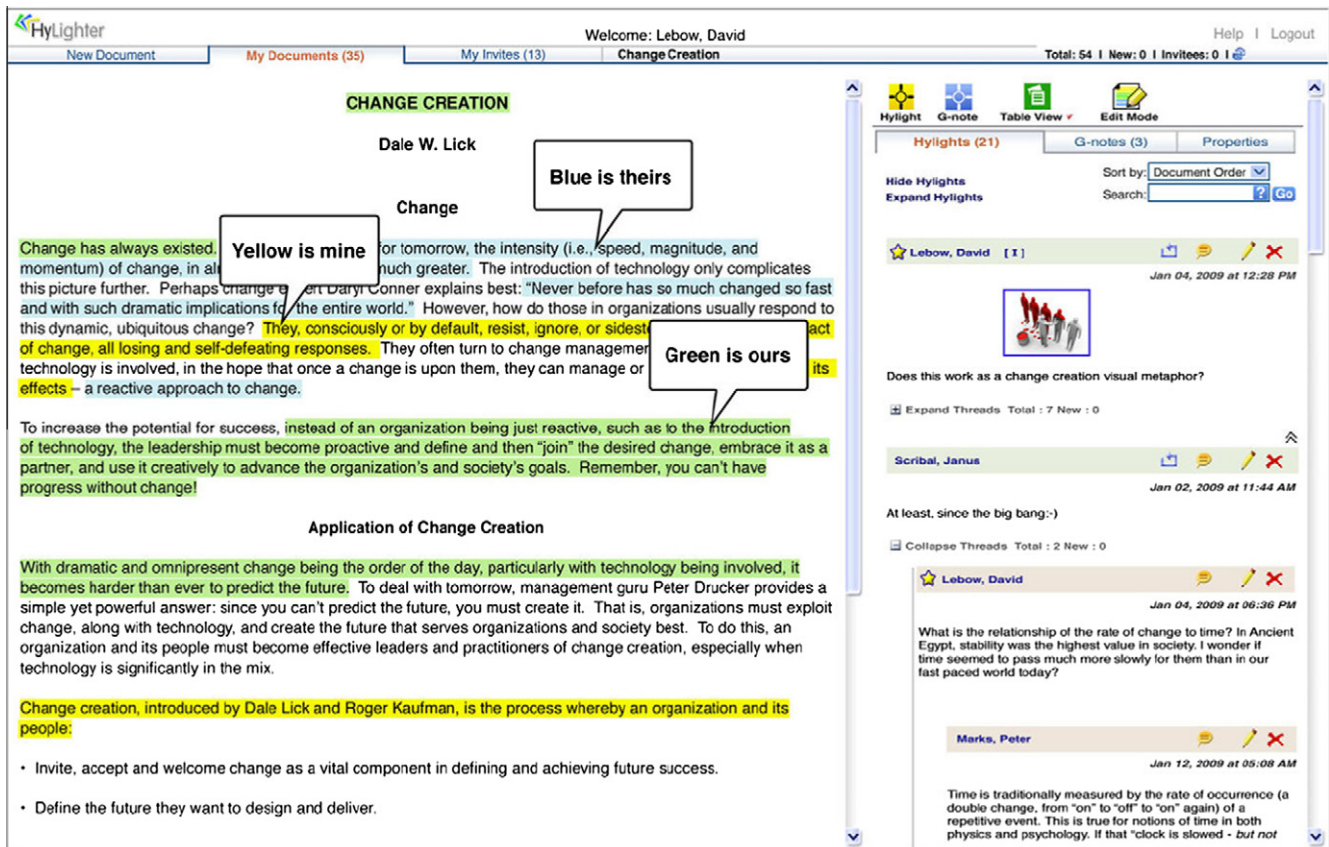 HyLighter
Welcome: Lebow, David
Help | Logout
New Document
My Documents (35)
My Invites (13)
Change Creation
Total: 54 | New: 0 | Invitees: 0 |
CHANGE CREATION
Dale W. Lick
Blue is theirs
Change
Yellow is mine
Change has always existed. for tomorrow, the intensity (i.e., speed, magnitude, and
momentum) of change, in much greater. The introduction of technology only complicates
this picture further. Perhaps change Daryl Conner explains best: “Never before has so much changed so fast
and with such dramatic implications for the entire world.” However, how do those in organizations usually respond to
this dynamic, ubiquitous change? They, consciously or by default, resist, ignore, or act
of change, all losing and self-defeating responses. They often turn to change
technology is involved, in the hope that once a change is upon them, they can manage or its
effects – a reactive approach to change.
Green is ours
To increase the potential for success, instead of an organization being just reactive, such as to the introduction
of technology, the leadership must become proactive and define and then “join” the desired change, embrace it as a
partner, and use it creatively to advance the organization’s and society’s goals. Remember, you can’t have
progress without change!
Application of Change Creation
With dramatic and omnipresent change being the order of the day, particularly with technology being involved, it
becomes harder than ever to predict the future. To deal with tomorrow, management guru Peter Drucker provides a
simple yet powerful answer: since you can’t predict the future, you must create it. That is, organizations must exploit
change, along with technology, and create the future that serves organizations and society best. To do this, an
organization and its people must become effective leaders and practitioners of change creation, especially when
technology is significantly in the mix.
Change creation, introduced by Dale Lick and Roger Kaufman, is the process whereby an organization and its
people:
• Invite, accept and welcome change as a vital component in defining and achieving future success.
• Define the future they want to design and deliver.
Hylight
G-note
Table View
Edit Mode
Hylights (21)
G-notes (3)
Properties
Hide Hylights
Expand Hylights
Sort by: Document Order
Search: ? Go
Lebow, David [ I ]
Jan 04, 2009 at 12:28 PM
Does this work as a change creation visual metaphor?
Expand Threads Total : 7 New : 0
Scribal, Janus
Jan 02, 2009 at 11:44 AM
At least, since the big bang:-)
Collapse Threads Total : 2 New : 0
Lebow, David
Jan 04, 2009 at 06:36 PM
What is the relationship of the rate of change to time? In Ancient
Egypt, stability was the highest value in society. I wonder if
time seemed to pass much more slowly for them than in our
fast paced world today?
Marks, Peter
Jan 12, 2009 at 05:08 AM
Time is traditionally measured by the rate of occurrence (a
double change, from “on” to “off” to “on” again) of a
repetitive event. This is true for notions of time in both
physics and psychology. If that “clock is slowed - but not